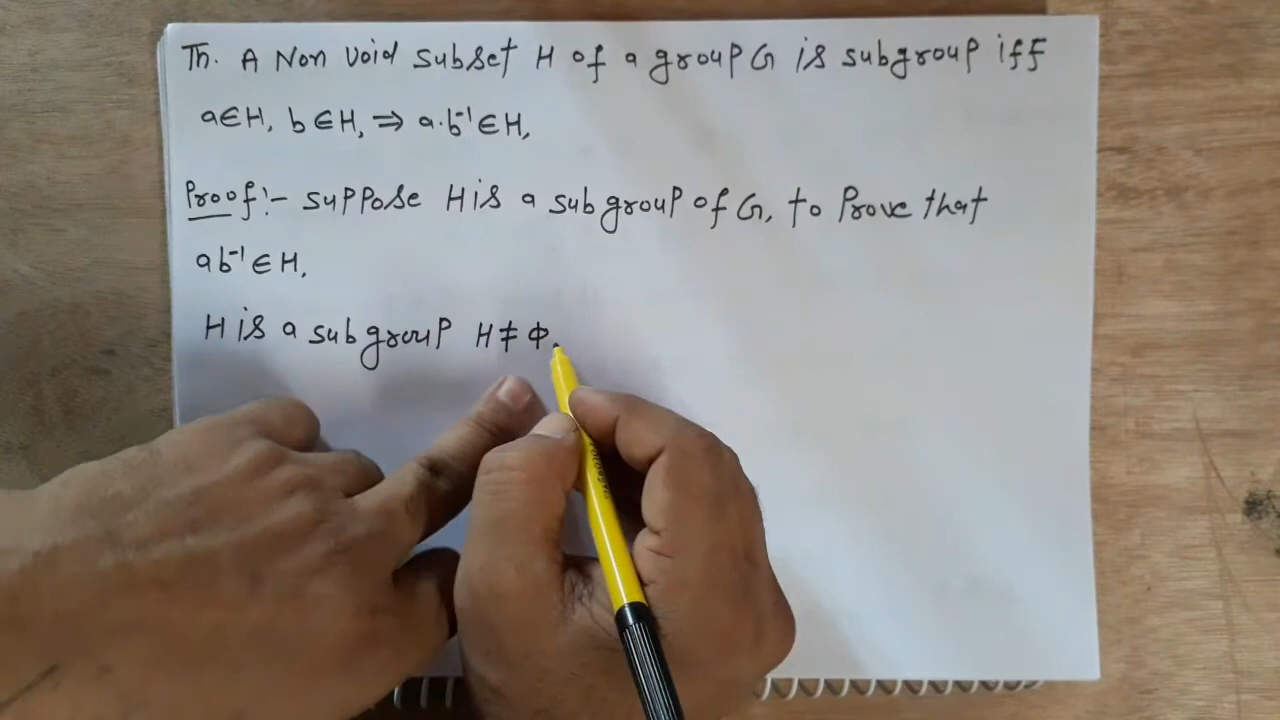 Th. A Non Void subset H of a group G is subgroup iff
a∈H, b∈H, ⇒ a·b⁻¹∈H,
Proof:- suppose H is a subgroup of G, to Prove that
ab⁻¹∈H,
H is a subgroup H≠Φ.